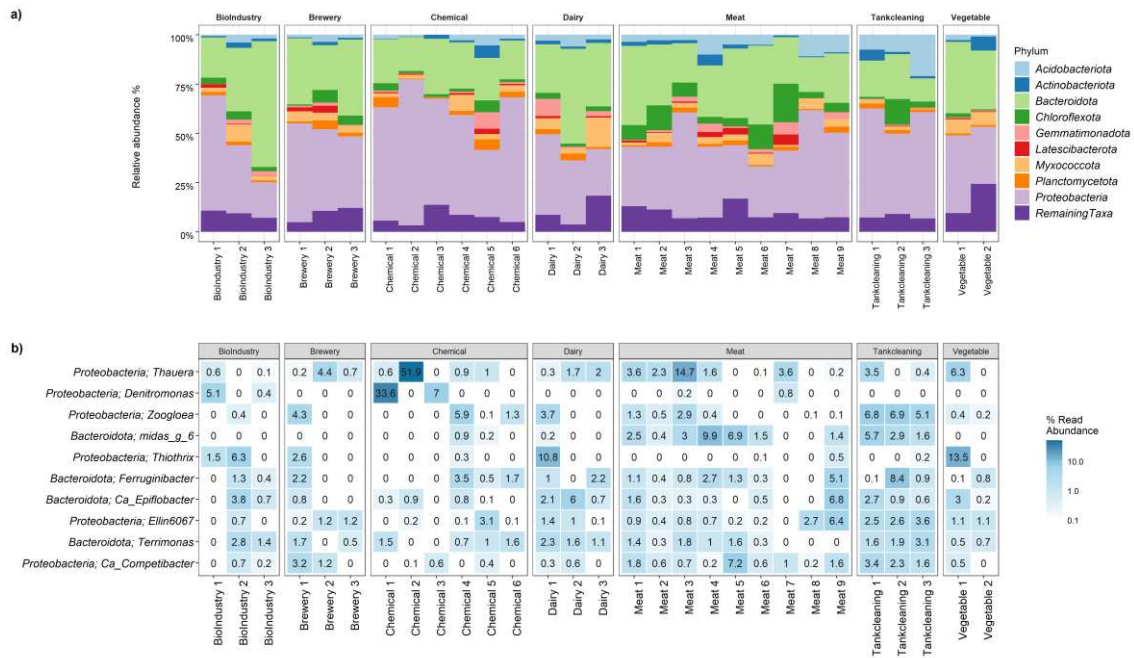 a)
BioIndustry Brewery Chemical Dairy Meat Tankcleaning Vegetable
Relative abundance %
100%
75%
50%
25%
0%
BioIndustry 1 BioIndustry 2 BioIndustry 3 Brewery 1 Brewery 2 Brewery 3 Chemical 1 Chemical 2 Chemical 3 Chemical 4 Chemical 5 Chemical 6 Dairy 1 Dairy 2 Dairy 3 Meat 1 Meat 2 Meat 3 Meat 4 Meat 5 Meat 6 Meat 7 Meat 8 Meat 9 Tankcleaning 1 Tankcleaning 2 Tankcleaning 3 Vegetable 1 Vegetable 2
Phylum
Acidobacteriota
Actinobacteriota
Bacteroidota
Chloroflexota
Gemmatimonadota
Latescibacterota
Myxococcota
Planctomycetota
Proteobacteria
RemainingTaxa
b)
BioIndustry Brewery Chemical Dairy Meat Tankcleaning Vegetable
Proteobacteria; Thauera 0.6 0 0.1 0.2 4.4 0.7 0.6 51.9 0 0.9 1 0 0.3 1.7 2 3.6 2.3 14.7 1.6 0 0.1 3.6 0 0 3.5 0 0.4 6.3 0
Proteobacteria; Denitromonas 5.1 0 0.4 0 0 0 33.6 0 7 0 0 0 0 0 0 0 0 0.2 0 0 0 0.8 0 0 0 0 0 0 0
Proteobacteria; Zoogloea 0 0.4 0 4.3 0 0 0 0 0 5.9 0.1 1.3 3.7 0 0 1.3 0.5 2.9 0.4 0 0 0 0.1 0.1 6.8 6.9 5.1 0.4 0.2
Bacteroidota; midas_g_6 0 0 0 0 0 0 0 0 0 0.9 0.2 0 0.2 0 0 2.5 0.4 3 9.9 6.9 1.5 0 0 1.4 5.7 2.9 1.6 0 0
Proteobacteria; Thiothrix 1.5 6.3 0 2.6 0 0 0 0 0 0.3 0 0 10.8 0 0 0 0 0 0 0 0.1 0 0 0.5 0 0 0 13.5 0
Bacteroidota; Ferruginibacter 0 1.3 0.4 2.2 0 0 0 0 0 3.5 0.5 1.7 0 0 2.2 1.1 0.4 0.8 2.7 1.3 0.3 0 0 5.1 0 8.4 0.9 0.1 0.8
Bacteroidota; Ca_Epiflobacter 0 3.8 0.7 0.8 0 0 0.3 0.9 0 0.8 0.1 0 2.1 6 0.7 1.6 0.3 0.3 0.3 0 0.5 0 0 6.8 2.7 0.9 0.6 3 0.2
Proteobacteria; Ellin6067 0 0.7 0 0.2 1.2 1.2 0 0.2 0 0.1 3.1 0.1 1.4 1 0.1 0.9 0.4 0.8 0.7 0.2 0 0 2.7 6.4 2.5 2.6 3.6 1.1 1.1
Bacteroidota; Terrimonas 0 2.8 1.4 1.7 0 0.5 1.5 0 0 0.7 1 1.6 2.3 1.6 1.1 1.4 0.3 1.8 1 1.6 0.3 0 0 0 1.6 1.9 3.1 0.5 0.7
Proteobacteria; Ca_Competibacter 0 0.7 0.2 3.2 1.2 0 0 0.1 0.6 0 0.4 0 0.3 0.6 0 1.8 0.6 0.7 0.2 7.2 0.6 1 0.2 1.6 3.4 2.3 1.6 0.5 0
BioIndustry 1 BioIndustry 2 BioIndustry 3 Brewery 1 Brewery 2 Brewery 3 Chemical 1 Chemical 2 Chemical 3 Chemical 4 Chemical 5 Chemical 6 Dairy 1 Dairy 2 Dairy 3 Meat 1 Meat 2 Meat 3 Meat 4 Meat 5 Meat 6 Meat 7 Meat 8 Meat 9 Tankcleaning 1 Tankcleaning 2 Tankcleaning 3 Vegetable 1 Vegetable 2
% Read
Abundance
10.0
1.0
0.1